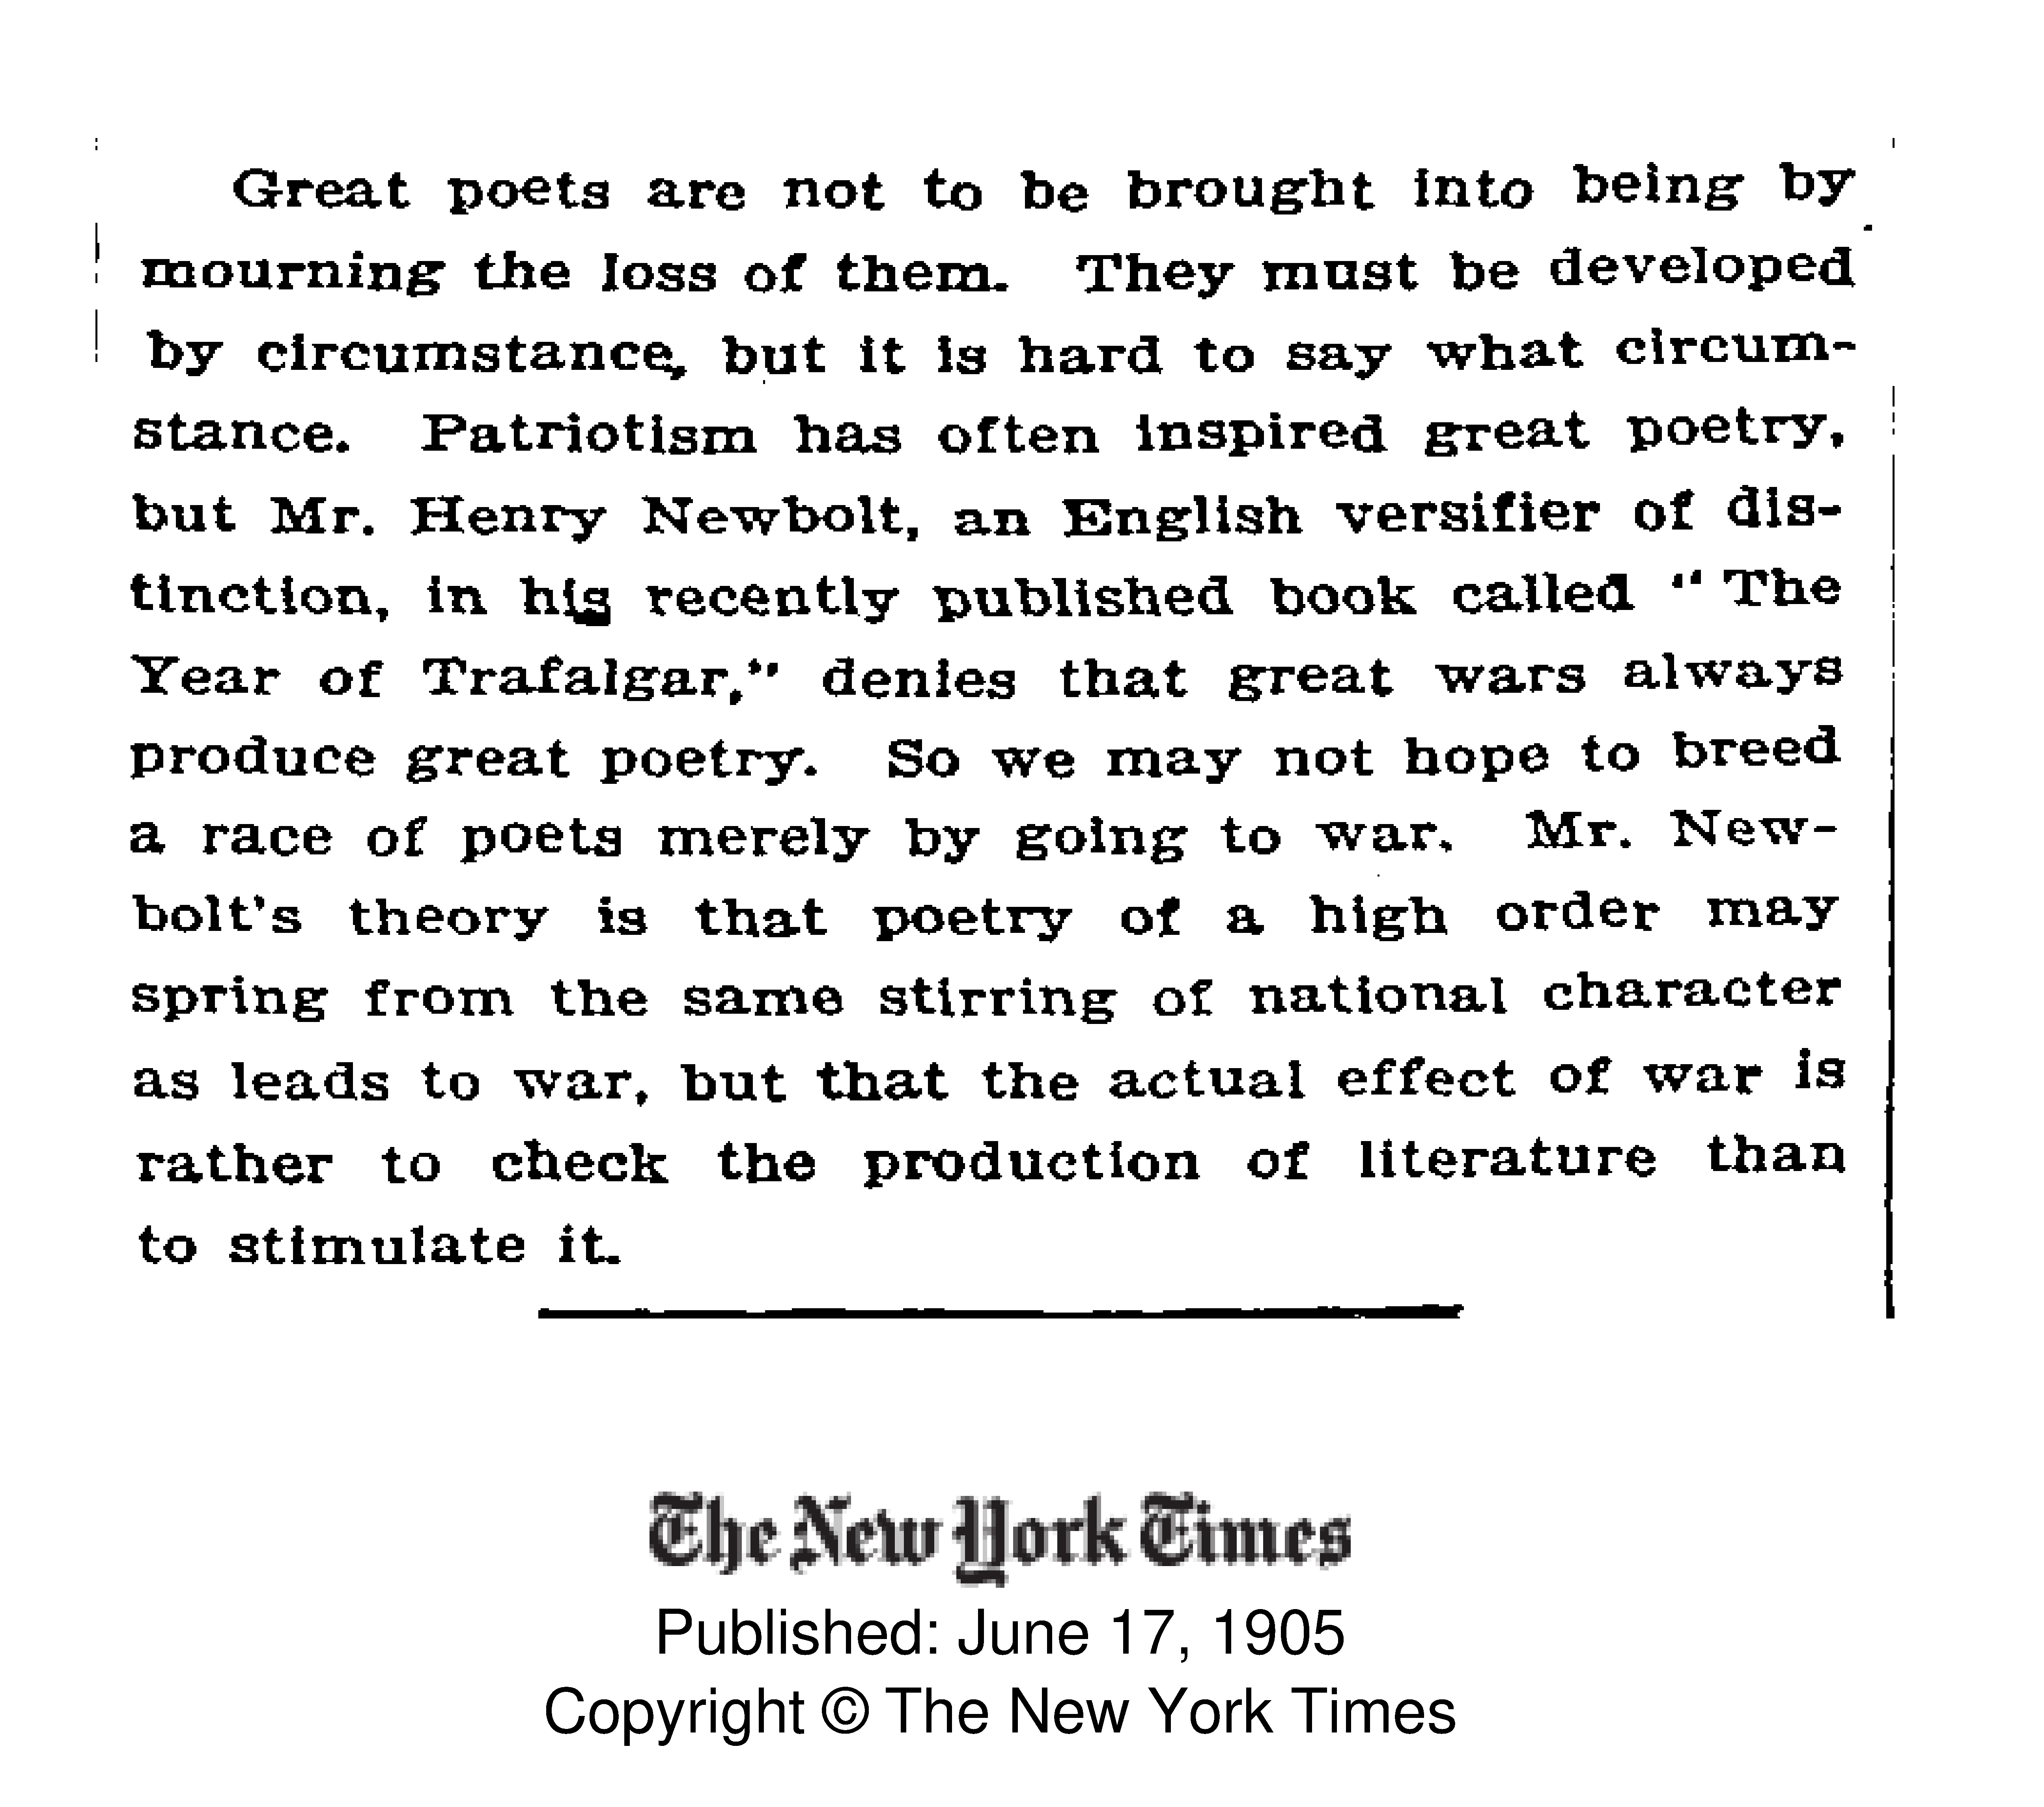 Great poets are not to be brought into being by
mourning the loss of them. They must be developed
by circumstance, but it is hard to say what circum-
stance. Patriotism has often inspired great poetry,
but Mr. Henry Newbolt, an English versifier of dis-
tinction, in his recently published book called "The
Year of Trafalgar," denies that great wars always
produce great poetry. So we may not hope to breed
a race of poets merely by going to war. Mr. New-
bolt's theory is that poetry of a high order may
spring from the same stirring of national character
as leads to war, but that the actual effect of war is
rather to check the production of literature than
to stimulate it.
The New York Times
Published: June 17, 1905
Copyright © The New York Times